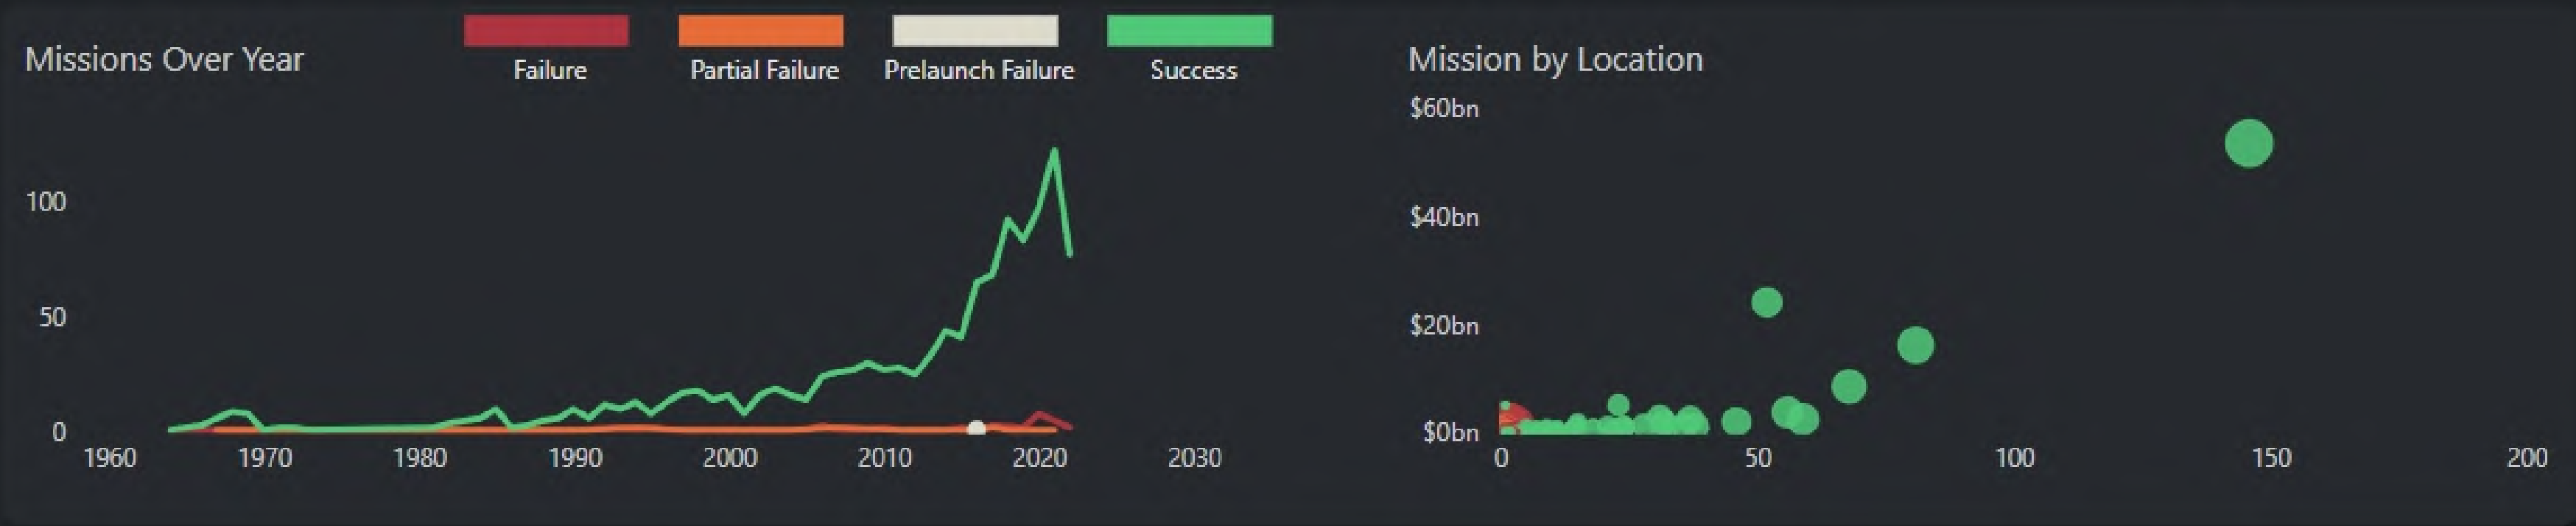 Missions Over Year
Failure
Partial Failure
Prelaunch Failure
Success
100
50
0
1960 1970 1980 1990 2000 2010 2020 2030
Mission by Location
$60bn
$40bn
$20bn
$0bn
0 50 100 150 200